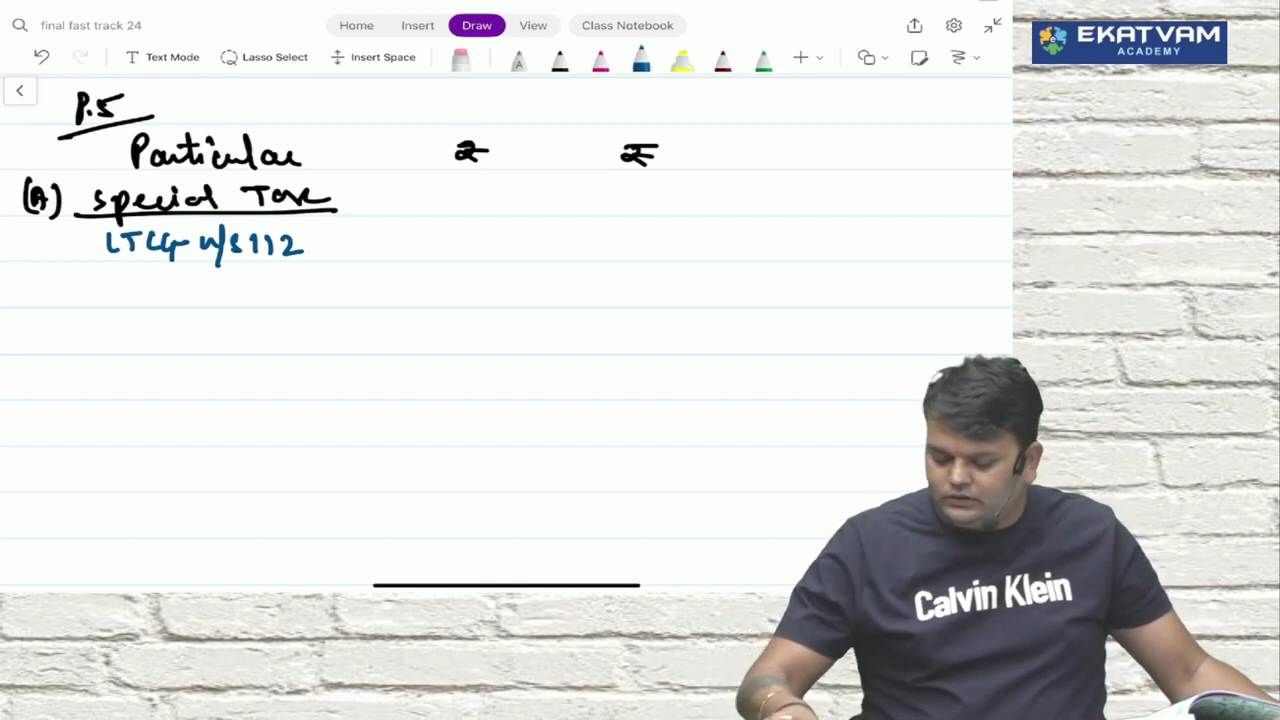 final fast track 24
Home Insert Draw View Class Notebook
EKATVAM
ACADEMY
Text Mode Lasso Select Insert Space
P.5
Particular ₹ ₹
(A) Special Tax
LTCG u/s 112
Calvin Klein